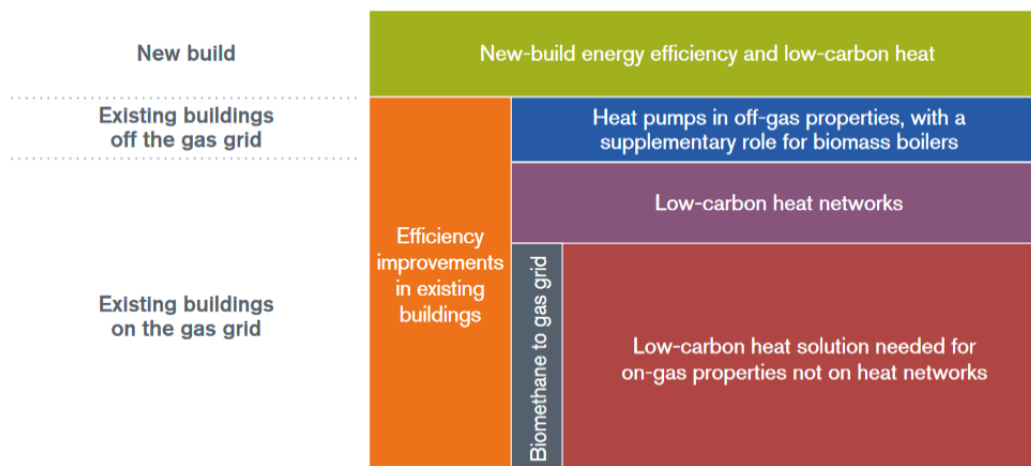 New build
New-build energy efficiency and low-carbon heat
Existing buildings
off the gas grid
Heat pumps in off-gas properties, with a
supplementary role for biomass boilers
Low-carbon heat networks
Efficiency
improvements
in existing
buildings
Existing buildings
on the gas grid
Biomethane to gas grid
Low-carbon heat solution needed for
on-gas properties not on heat networks